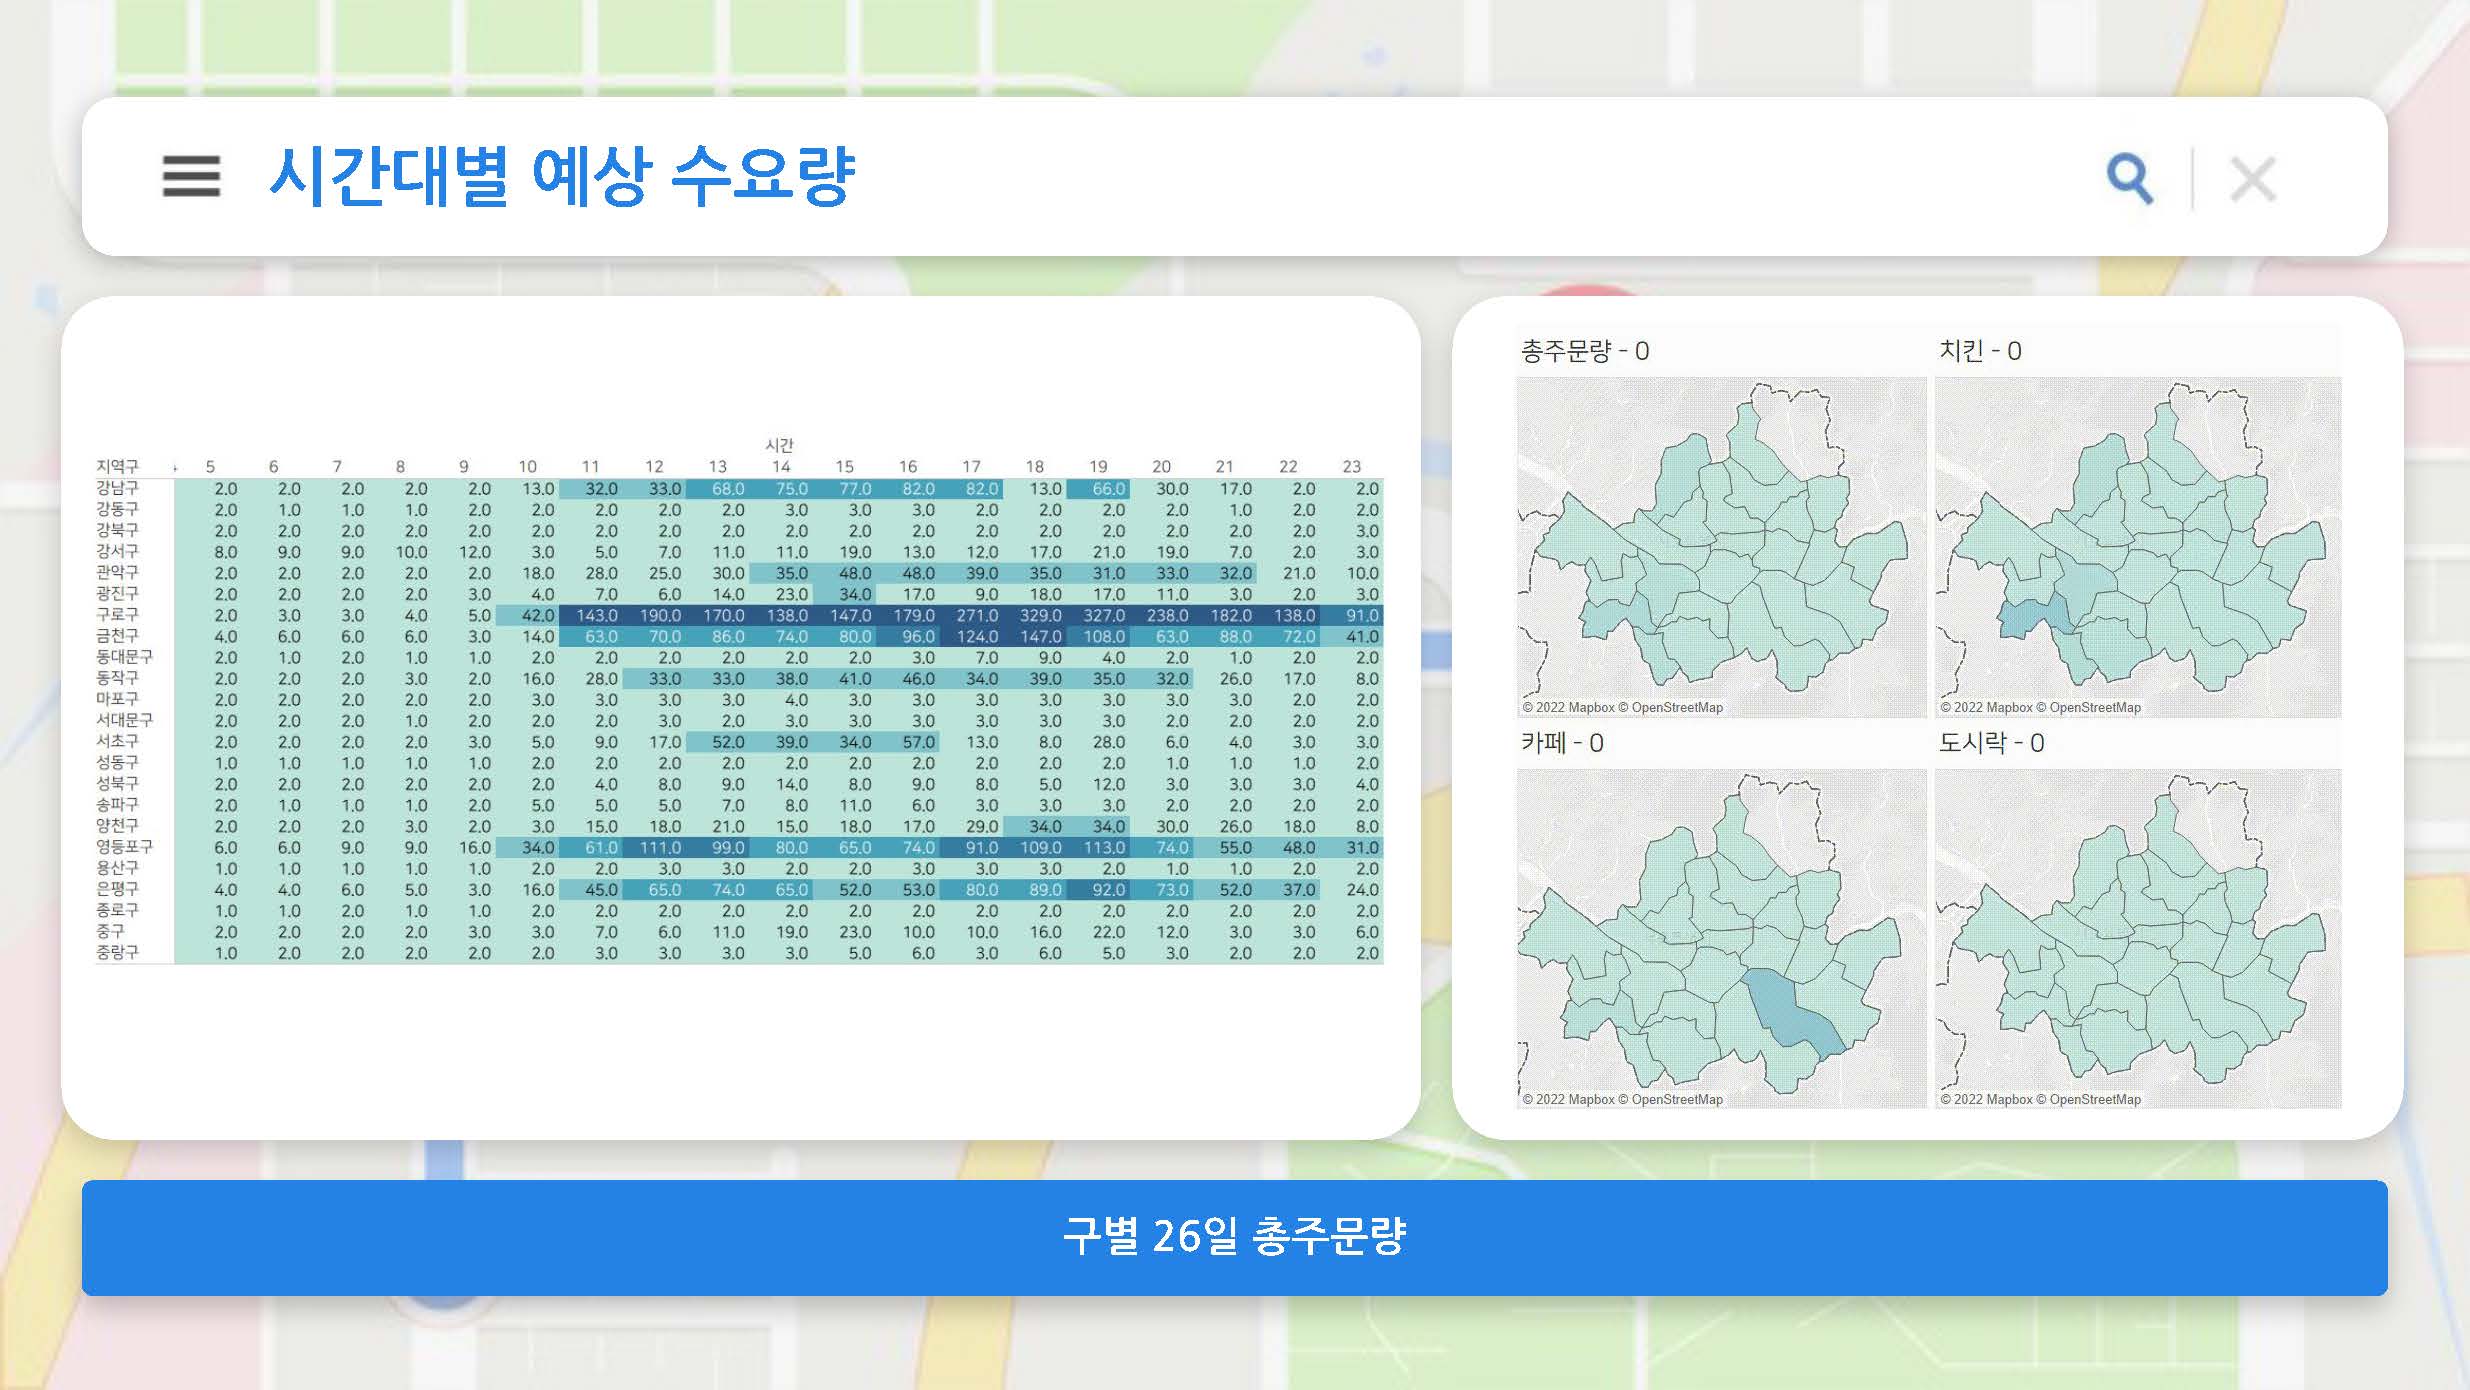 시간대별 예상 수요량
시간
지역구 5 6 7 8 9 10 11 12 13 14 15 16 17 18 19 20 21 22 23
강남구 2.0 2.0 2.0 2.0 2.0 13.0 32.0 33.0 68.0 75.0 77.0 82.0 82.0 13.0 66.0 30.0 17.0 2.0 2.0
강동구 2.0 1.0 1.0 1.0 2.0 2.0 2.0 2.0 2.0 3.0 3.0 3.0 2.0 2.0 2.0 2.0 1.0 2.0 2.0
강북구 2.0 2.0 2.0 2.0 2.0 2.0 2.0 2.0 2.0 2.0 2.0 2.0 2.0 2.0 2.0 2.0 2.0 2.0 3.0
강서구 8.0 9.0 9.0 10.0 12.0 3.0 5.0 7.0 11.0 11.0 19.0 13.0 12.0 17.0 21.0 19.0 7.0 2.0 3.0
관악구 2.0 2.0 2.0 2.0 2.0 18.0 28.0 25.0 30.0 35.0 48.0 48.0 39.0 35.0 31.0 33.0 32.0 21.0 10.0
광진구 2.0 2.0 2.0 2.0 3.0 4.0 7.0 6.0 14.0 23.0 34.0 17.0 9.0 18.0 17.0 11.0 3.0 2.0 3.0
구로구 2.0 3.0 3.0 4.0 5.0 42.0 143.0 190.0 170.0 138.0 147.0 179.0 271.0 329.0 327.0 238.0 182.0 138.0 91.0
금천구 4.0 6.0 6.0 6.0 3.0 14.0 63.0 70.0 86.0 74.0 80.0 96.0 124.0 147.0 108.0 63.0 88.0 72.0 41.0
동대문구 2.0 1.0 2.0 1.0 1.0 2.0 2.0 2.0 2.0 2.0 2.0 3.0 7.0 9.0 4.0 2.0 1.0 2.0 2.0
동작구 2.0 2.0 2.0 3.0 2.0 16.0 28.0 33.0 33.0 38.0 41.0 46.0 34.0 39.0 35.0 32.0 26.0 17.0 8.0
마포구 2.0 2.0 2.0 2.0 2.0 3.0 3.0 3.0 3.0 4.0 3.0 3.0 3.0 3.0 3.0 3.0 3.0 2.0 2.0
서대문구 2.0 2.0 2.0 1.0 2.0 2.0 2.0 3.0 2.0 3.0 3.0 3.0 3.0 3.0 3.0 2.0 2.0 2.0 2.0
서초구 2.0 2.0 2.0 2.0 3.0 5.0 9.0 17.0 52.0 39.0 34.0 57.0 13.0 8.0 28.0 6.0 4.0 3.0 3.0
성동구 1.0 1.0 1.0 1.0 1.0 2.0 2.0 2.0 2.0 2.0 2.0 2.0 2.0 2.0 2.0 1.0 1.0 1.0 2.0
성북구 2.0 2.0 2.0 2.0 2.0 2.0 4.0 8.0 9.0 14.0 8.0 9.0 8.0 5.0 12.0 3.0 3.0 3.0 4.0
송파구 2.0 1.0 1.0 1.0 2.0 5.0 5.0 5.0 7.0 8.0 11.0 6.0 3.0 3.0 3.0 2.0 2.0 2.0 2.0
양천구 2.0 2.0 2.0 3.0 2.0 3.0 15.0 18.0 21.0 15.0 18.0 17.0 29.0 34.0 34.0 30.0 26.0 18.0 8.0
영등포구 6.0 6.0 9.0 9.0 16.0 34.0 61.0 111.0 99.0 80.0 65.0 74.0 91.0 109.0 113.0 74.0 55.0 48.0 31.0
용산구 1.0 1.0 1.0 1.0 1.0 2.0 2.0 3.0 3.0 2.0 2.0 3.0 3.0 3.0 2.0 1.0 1.0 2.0 2.0
은평구 4.0 4.0 6.0 5.0 3.0 16.0 45.0 65.0 74.0 65.0 52.0 53.0 80.0 89.0 92.0 73.0 52.0 37.0 24.0
종로구 1.0 1.0 2.0 1.0 1.0 2.0 2.0 2.0 2.0 2.0 2.0 2.0 2.0 2.0 2.0 2.0 2.0 2.0 2.0
중구 2.0 2.0 2.0 2.0 3.0 3.0 7.0 6.0 11.0 19.0 23.0 10.0 10.0 16.0 22.0 12.0 3.0 3.0 6.0
중랑구 1.0 2.0 2.0 2.0 2.0 2.0 3.0 3.0 3.0 3.0 5.0 6.0 3.0 6.0 5.0 3.0 2.0 2.0 2.0
총주문량 - 0
치킨 - 0
© 2022 Mapbox © OpenStreetMap
© 2022 Mapbox © OpenStreetMap
카페 - 0
도시락 - 0
© 2022 Mapbox © OpenStreetMap
© 2022 Mapbox © OpenStreetMap
구별 26일 총주문량